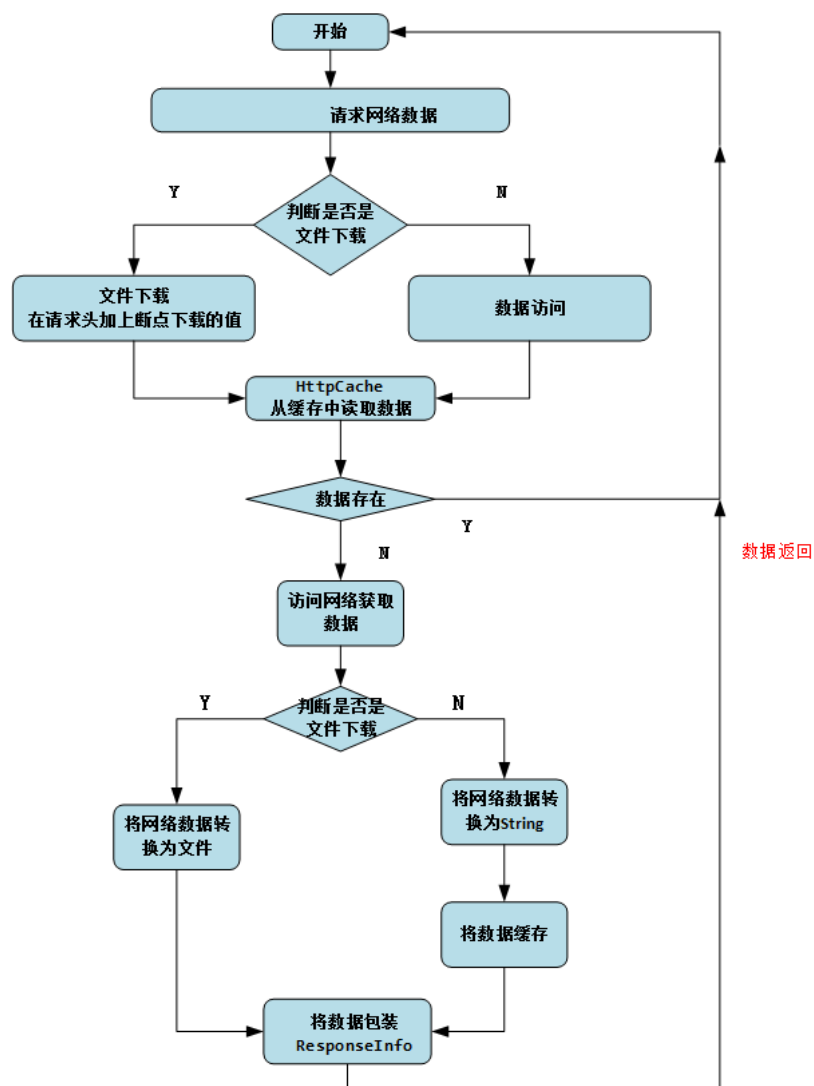 开始
请求网络数据
Y
N
判断是否是
文件下载
文件下载
在请求头加上断点下载的值
数据访问
HttpCache
从缓存中读取数据
数据存在
Y
N
数据返回
访问网络获取
数据
Y
N
判断是否是
文件下载
将网络数据转
换为文件
将网络数据转
换为String
将数据缓存
将数据包装
ResponseInfo